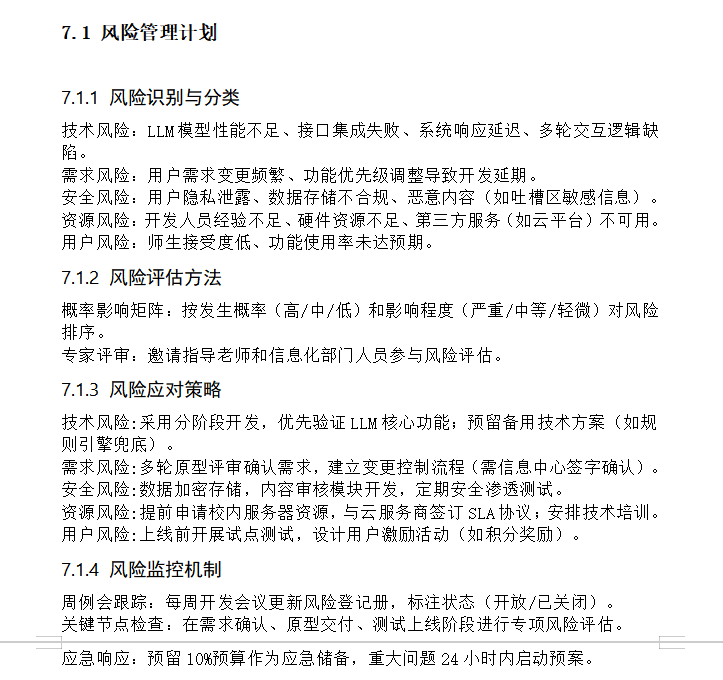 7.1 风险管理计划
7.1.1 风险识别与分类
技术风险：LLM 模型性能不足、接口集成失败、系统响应延迟、多轮交互逻辑缺
陷。
需求风险：用户需求变更频繁、功能优先级调整导致开发延期。
安全风险：用户隐私泄露、数据存储不合规、恶意内容（如吐槽区敏感信息）。
资源风险：开发人员经验不足、硬件资源不足、第三方服务（如云平台）不可用。
用户风险：师生接受度低、功能使用率未达预期。
7.1.2 风险评估方法
概率影响矩阵：按发生概率（高/中/低）和影响程度（严重/中等/轻微）对风险
排序。
专家评审：邀请指导老师和信息化部门人员参与风险评估。
7.1.3 风险应对策略
技术风险:采用分阶段开发，优先验证 LLM 核心功能；预留备用技术方案（如规
则引擎兜底）。
需求风险:多轮原型评审确认需求，建立变更控制流程（需信息中心签字确认）。
安全风险:数据加密存储，内容审核模块开发，定期安全渗透测试。
资源风险:提前申请校内服务器资源，与云服务商签订 SLA 协议；安排技术培训。
用户风险:上线前开展试点测试，设计用户激励活动（如积分奖励）。
7.1.4 风险监控机制
周例会跟踪：每周开发会议更新风险登记册，标注状态（开放/已关闭）。
关键节点检查：在需求确认、原型交付、测试上线阶段进行专项风险评估。
应急响应：预留 10%预算作为应急储备，重大问题 24 小时内启动预案。